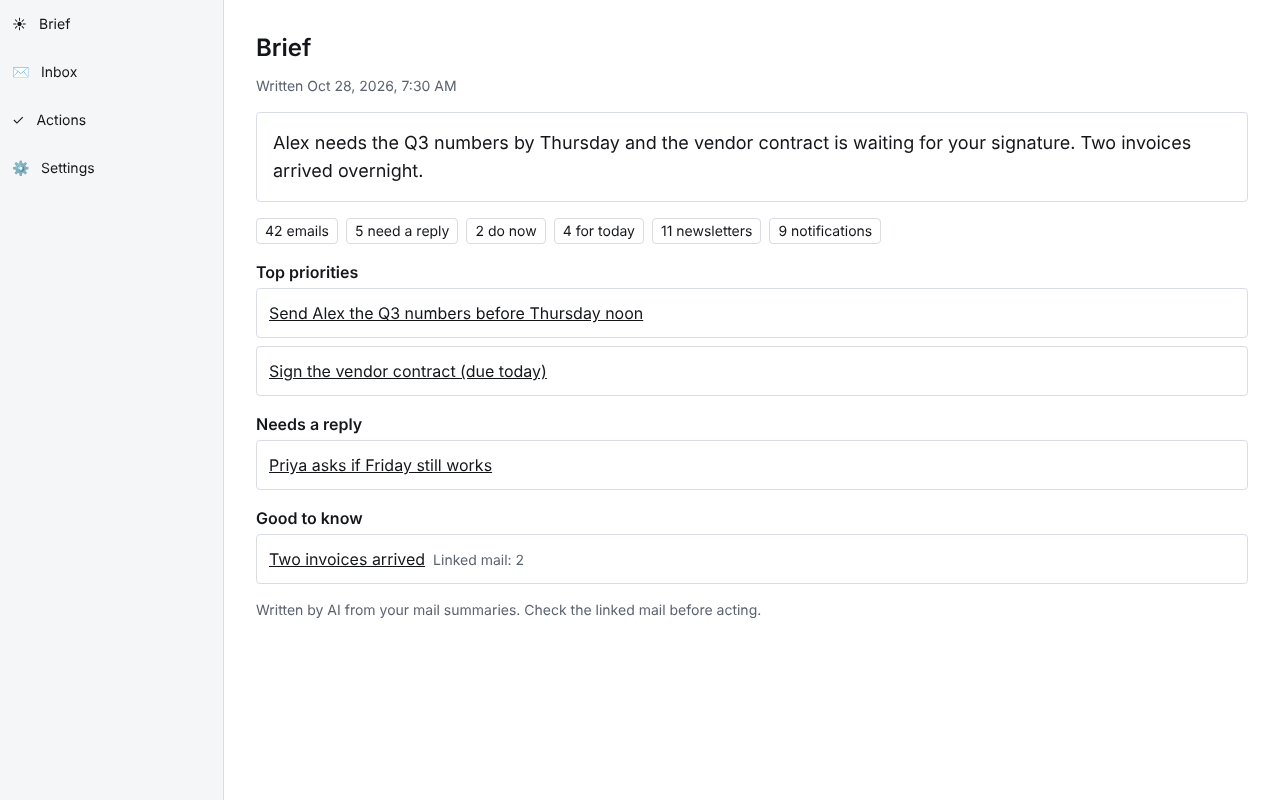 Brief
Inbox
Actions
Settings
Brief
Written Oct 28, 2026, 7:30 AM
Alex needs the Q3 numbers by Thursday and the vendor contract is waiting for your signature. Two invoices
arrived overnight.
42 emails
5 need a reply
2 do now
4 for today
11 newsletters
9 notifications
Top priorities
Send Alex the Q3 numbers before Thursday noon
Sign the vendor contract (due today)
Needs a reply
Priya asks if Friday still works
Good to know
Two invoices arrived Linked mail: 2
Written by AI from your mail summaries. Check the linked mail before acting.